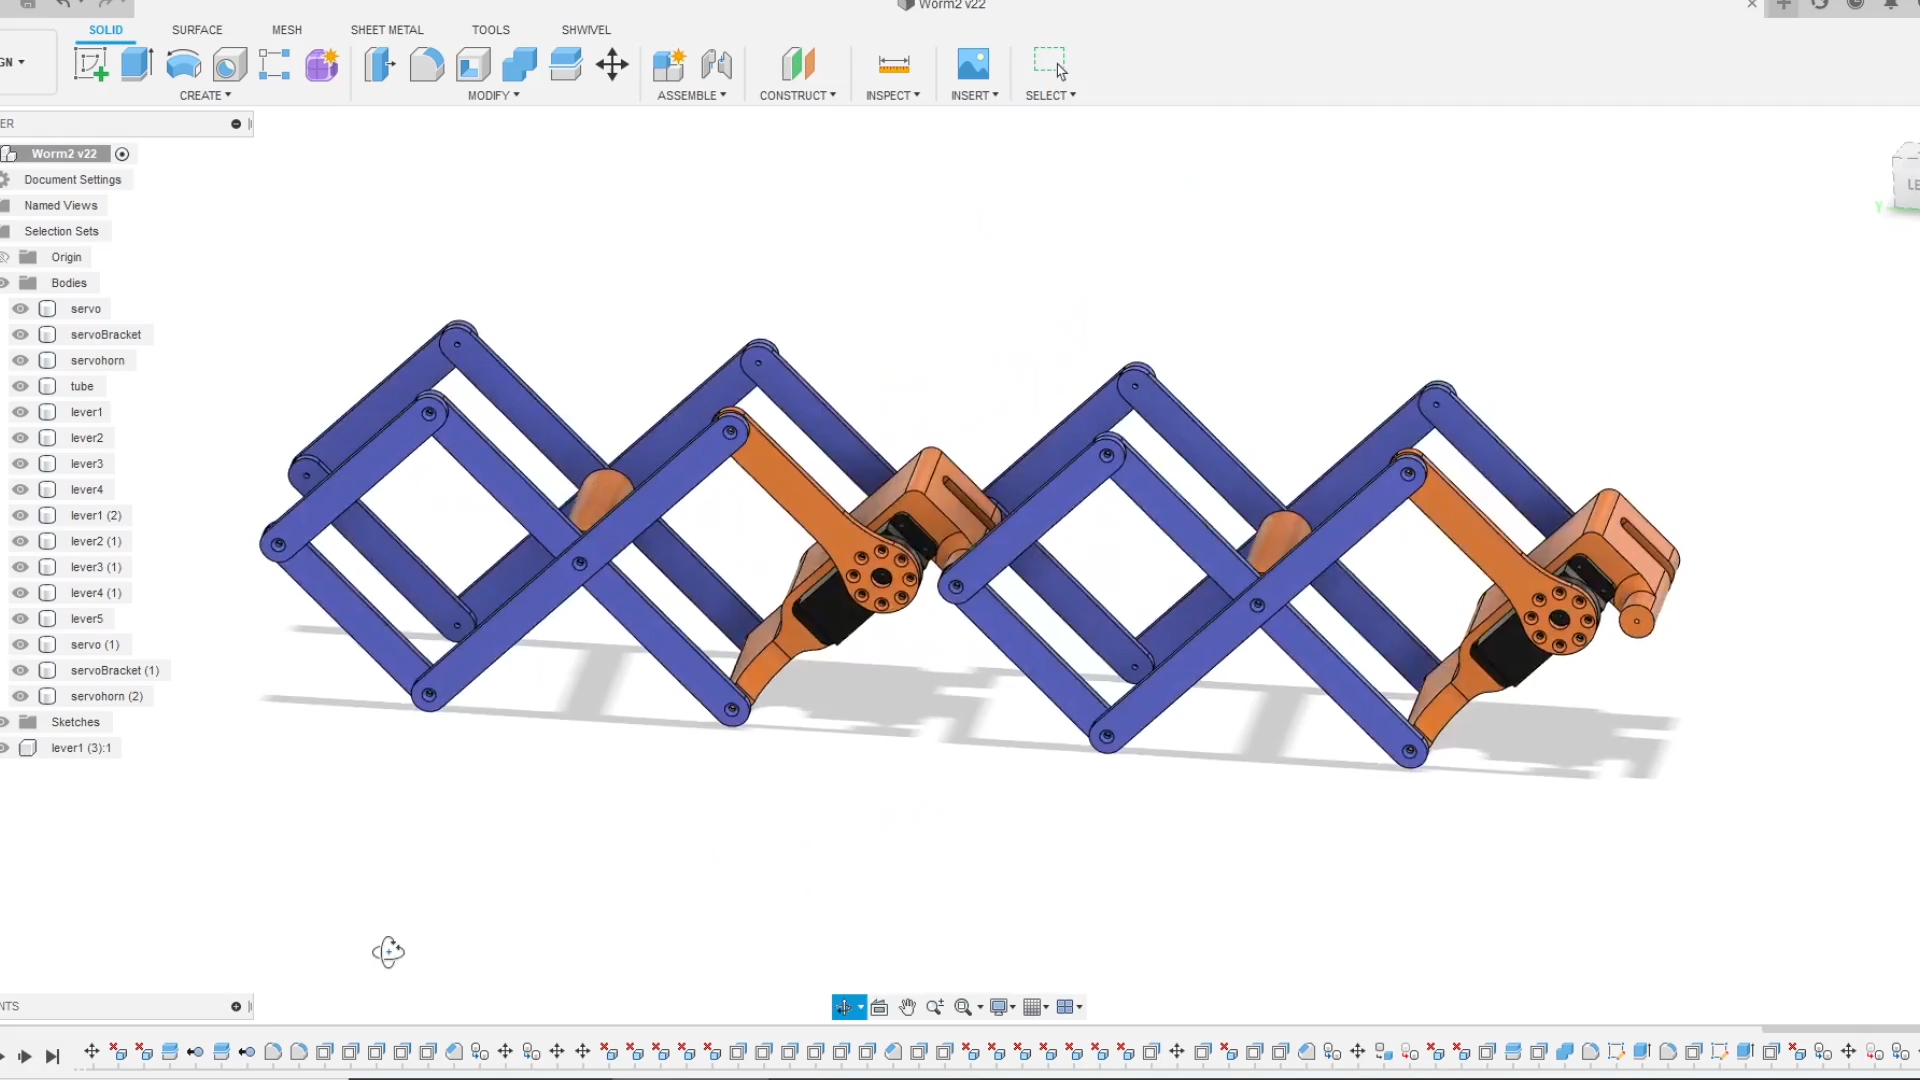 Worm2 v22
SOLID SURFACE MESH SHEET METAL TOOLS SHWIVEL
GN
CREATE MODIFY ASSEMBLE CONSTRUCT INSPECT INSERT SELECT
ER
Worm2 v22
Document Settings
Named Views
Selection Sets
Origin
Bodies
servo
servoBracket
servohorn
tube
lever1
lever2
lever3
lever4
lever1 (2)
lever2 (1)
lever3 (1)
lever4 (1)
lever5
servo (1)
servoBracket (1)
servohorn (2)
Sketches
lever1 (3):1
LE
Y
NTS